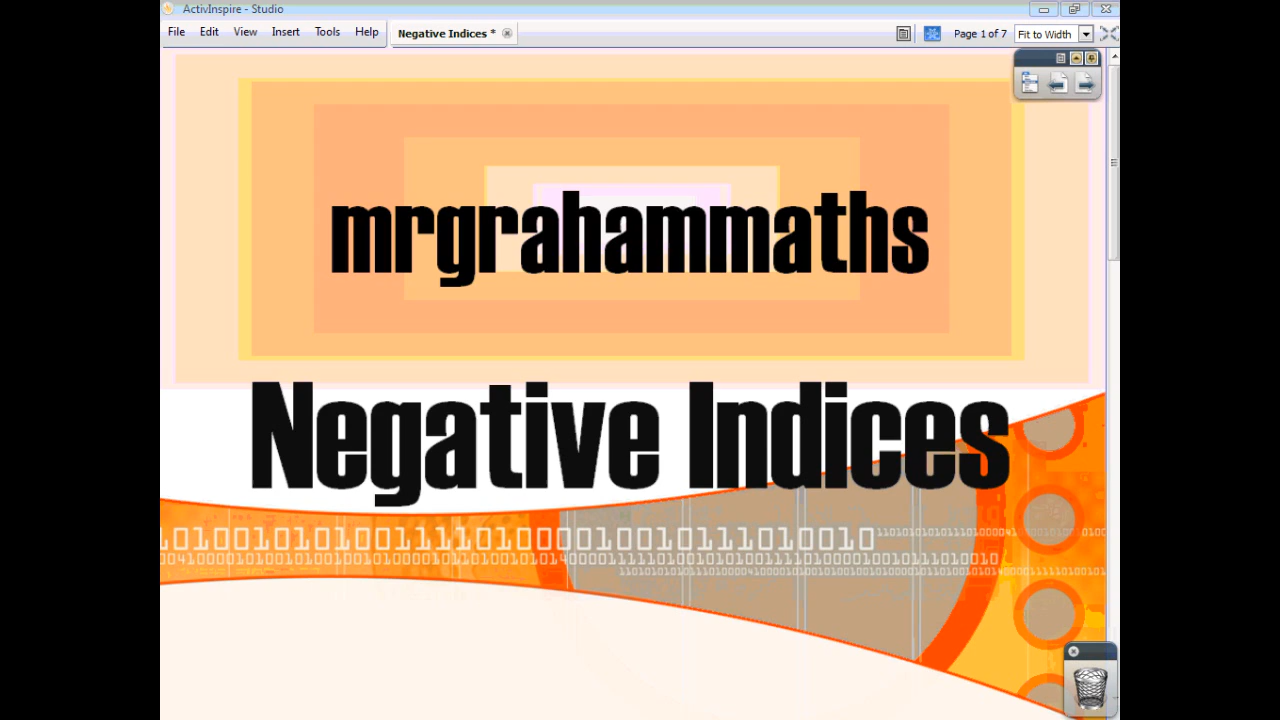 ActivInspire - Studio
File Edit View Insert Tools Help
Negative Indices *
Page 1 of 7
Fit to Width
mrgrahammaths
Negative Indices